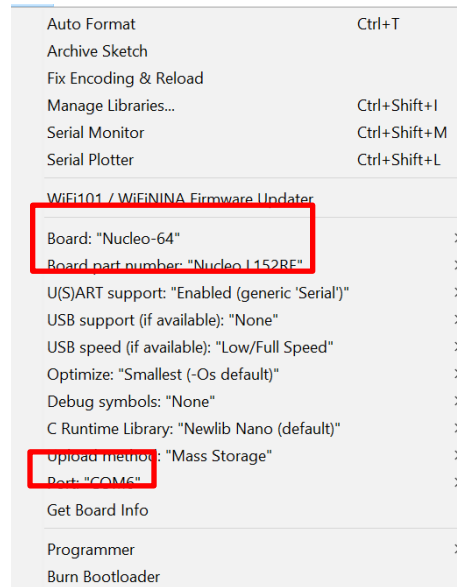 Auto Format Ctrl+T
Archive Sketch
Fix Encoding & Reload
Manage Libraries... Ctrl+Shift+I
Serial Monitor Ctrl+Shift+M
Serial Plotter Ctrl+Shift+L
WiFi101 / WiFiNINA Firmware Updater
Board: "Nucleo-64"
Board part number: "Nucleo L152RE"
U(S)ART support: "Enabled (generic 'Serial')"
USB support (if available): "None"
USB speed (if available): "Low/Full Speed"
Optimize: "Smallest (-Os default)"
Debug symbols: "None"
C Runtime Library: "Newlib Nano (default)"
Upload method: "Mass Storage"
Port: "COM6"
Get Board Info
Programmer
Burn Bootloader